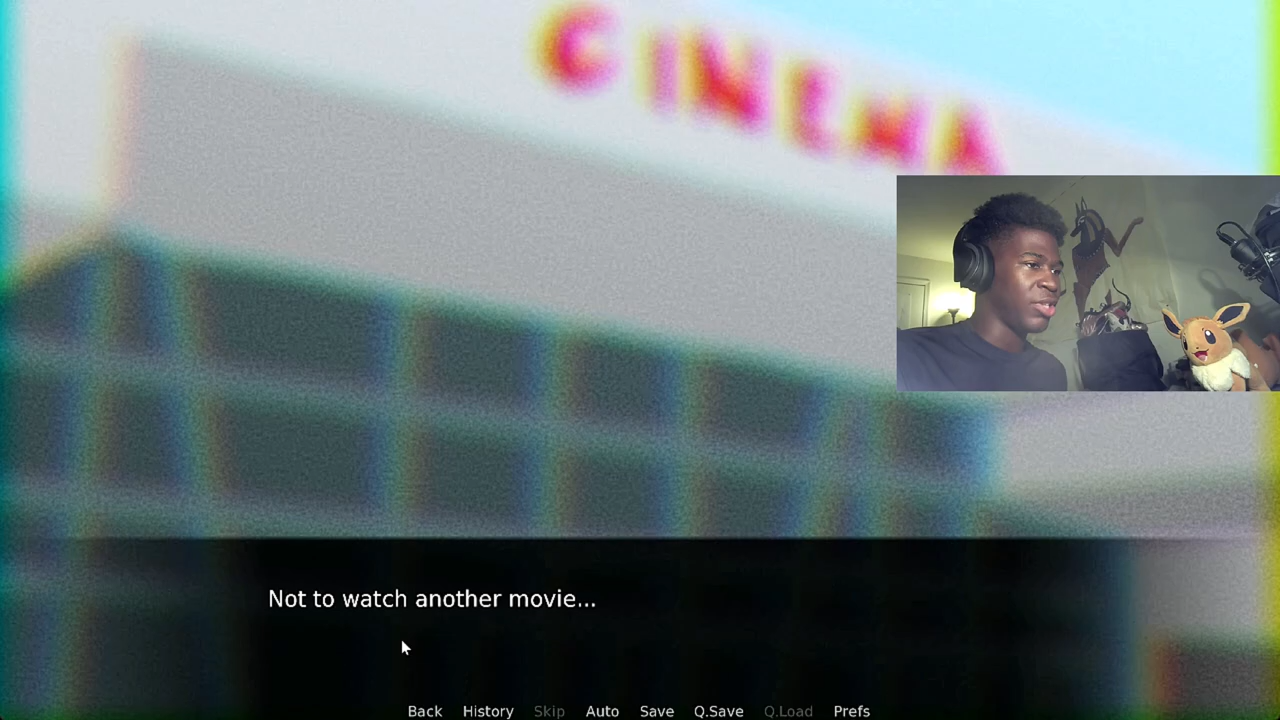 CINEMA
Not to watch another movie...
Back History Skip Auto Save Q.Save Q.Load Prefs